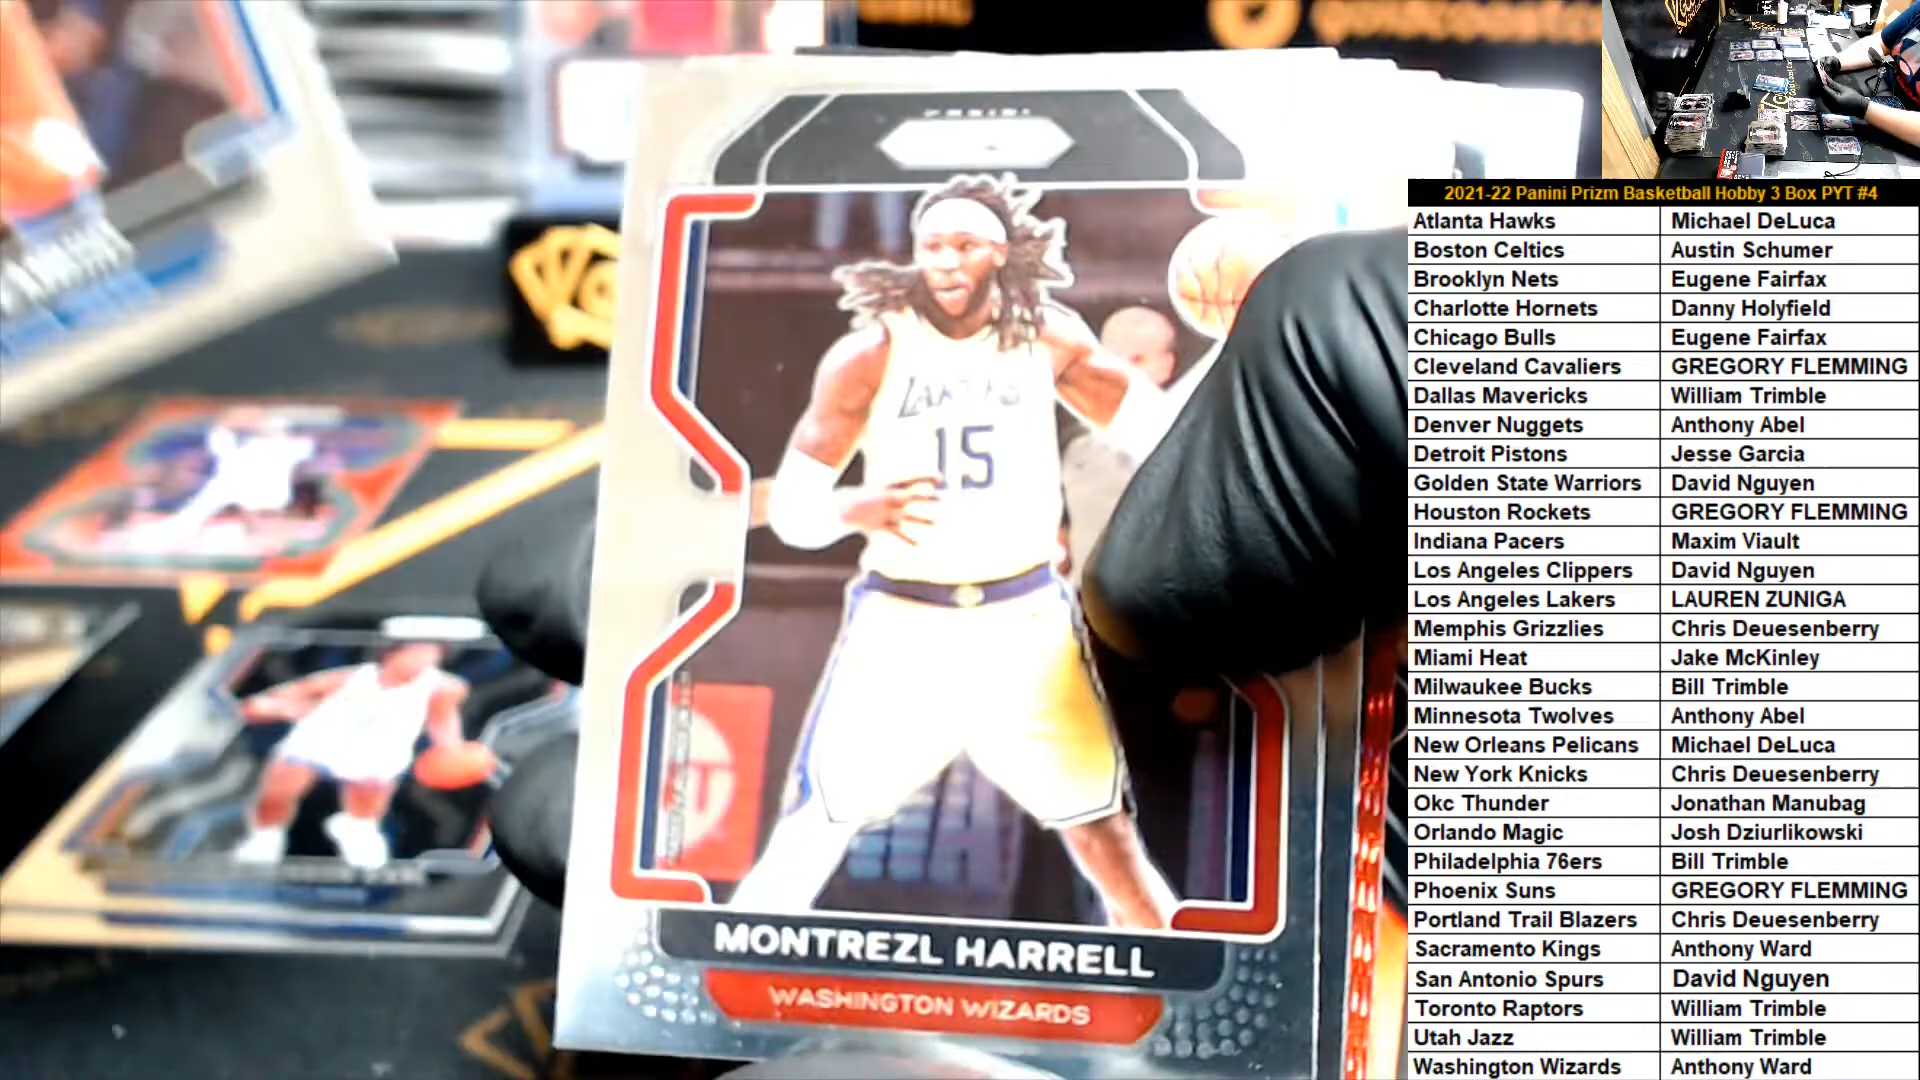 PANINI
LAKERS
15
MONTREZL HARRELL
WASHINGTON WIZARDS
2021-22 Panini Prizm Basketball Hobby 3 Box PYT #4
Atlanta Hawks Michael DeLuca
Boston Celtics Austin Schumer
Brooklyn Nets Eugene Fairfax
Charlotte Hornets Danny Holyfield
Chicago Bulls Eugene Fairfax
Cleveland Cavaliers GREGORY FLEMMING
Dallas Mavericks William Trimble
Denver Nuggets Anthony Abel
Detroit Pistons Jesse Garcia
Golden State Warriors David Nguyen
Houston Rockets GREGORY FLEMMING
Indiana Pacers Maxim Viault
Los Angeles Clippers David Nguyen
Los Angeles Lakers LAUREN ZUNIGA
Memphis Grizzlies Chris Deuesenberry
Miami Heat Jake McKinley
Milwaukee Bucks Bill Trimble
Minnesota Twolves Anthony Abel
New Orleans Pelicans Michael DeLuca
New York Knicks Chris Deuesenberry
Okc Thunder Jonathan Manubag
Orlando Magic Josh Dziurlikowski
Philadelphia 76ers Bill Trimble
Phoenix Suns GREGORY FLEMMING
Portland Trail Blazers Chris Deuesenberry
Sacramento Kings Anthony Ward
San Antonio Spurs David Nguyen
Toronto Raptors William Trimble
Utah Jazz William Trimble
Washington Wizards Anthony Ward